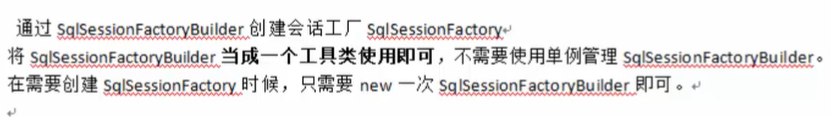 通过 SqlSessionFactoryBuilder 创建会话工厂 SqlSessionFactory
将 SqlSessionFactoryBuilder 当成一个工具类使用即可，不需要使用单例管理 SqlSessionFactoryBuilder。
在需要创建 SqlSessionFactory 时候，只需要 new 一次 SqlSessionFactoryBuilder 即可。